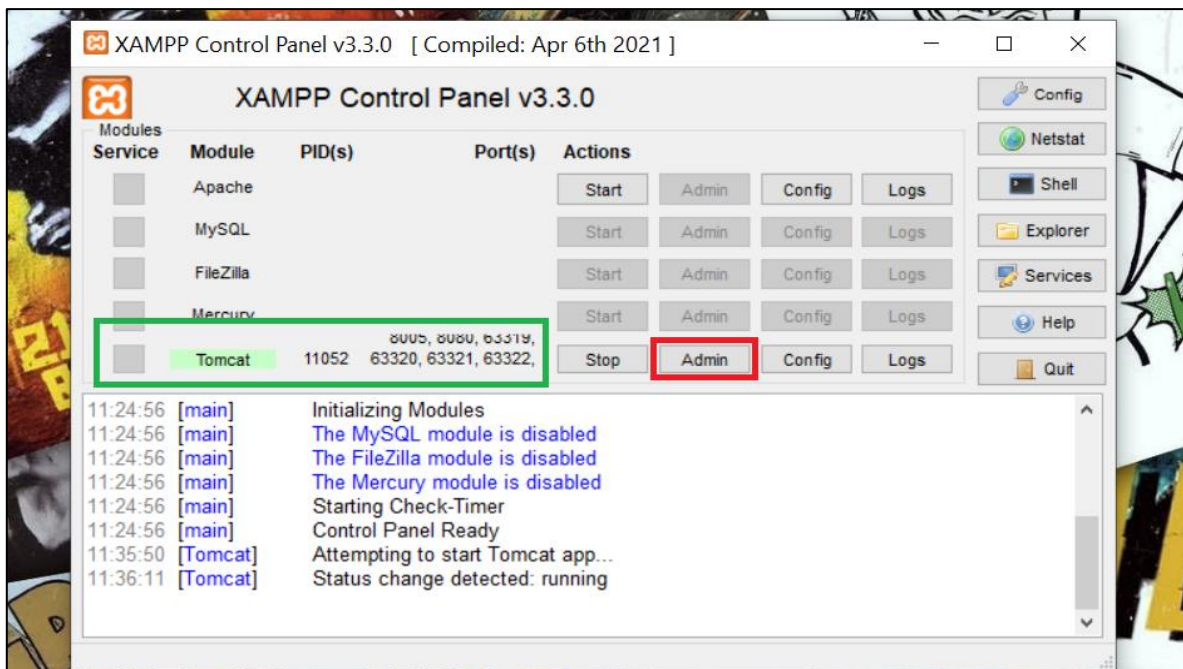 XAMPP Control Panel v3.3.0 [ Compiled: Apr 6th 2021 ]
XAMPP Control Panel v3.3.0
Config
Modules
Service Module PID(s) Port(s) Actions
Netstat
Apache Start Admin Config Logs
Shell
MySQL Start Admin Config Logs
Explorer
FileZilla Start Admin Config Logs
Services
Mercury Start Admin Config Logs
Help
8005, 8080, 63319,
Tomcat 11052 63320, 63321, 63322, Stop Admin Config Logs
Quit
11:24:56 [main] Initializing Modules
11:24:56 [main] The MySQL module is disabled
11:24:56 [main] The FileZilla module is disabled
11:24:56 [main] The Mercury module is disabled
11:24:56 [main] Starting Check-Timer
11:24:56 [main] Control Panel Ready
11:35:50 [Tomcat] Attempting to start Tomcat app...
11:36:11 [Tomcat] Status change detected: running